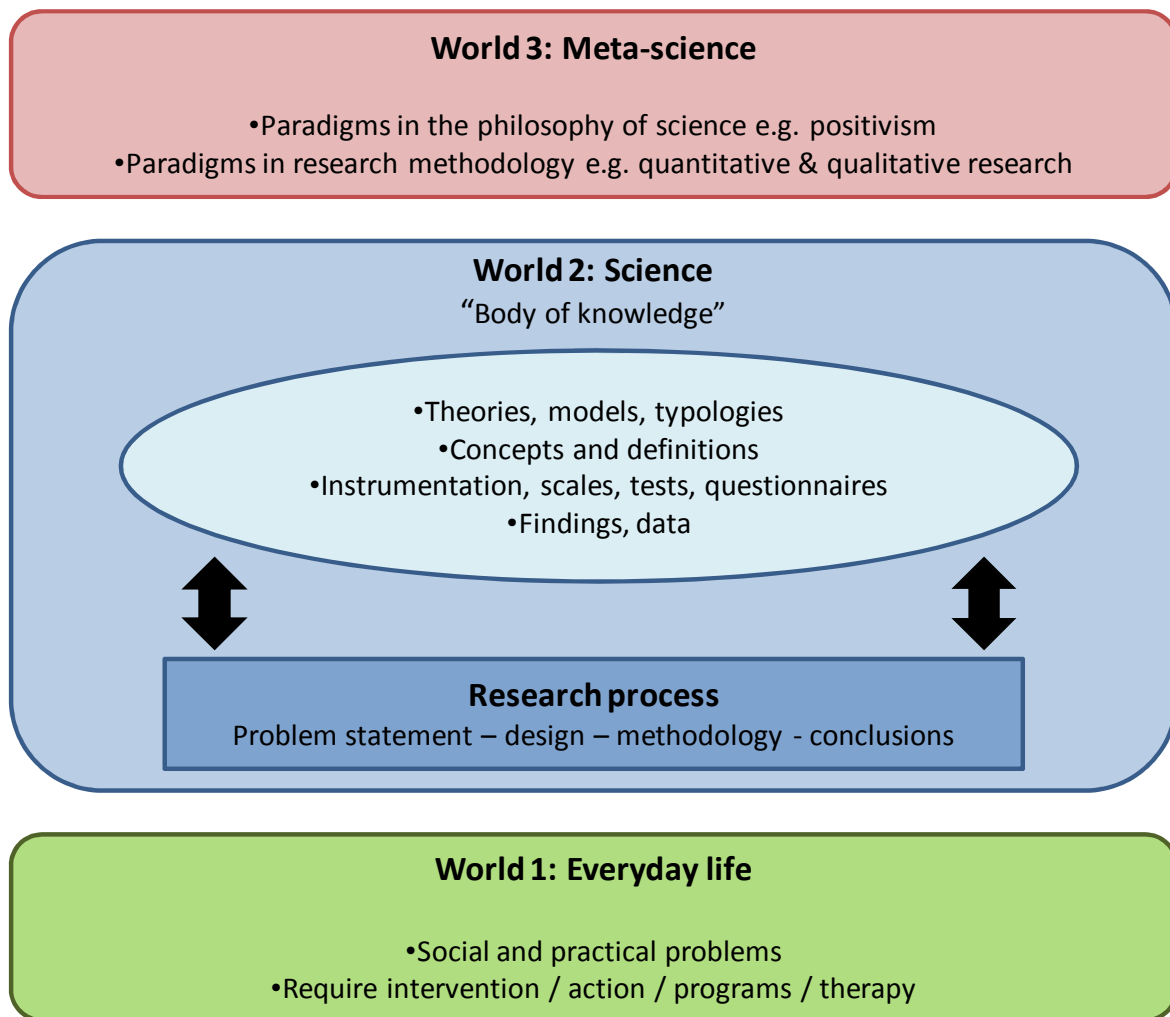 World 3: Meta-science
•Paradigms in the philosophy of science e.g. positivism
•Paradigms in research methodology e.g. quantitative & qualitative research
World 2: Science
“Body of knowledge”
•Theories, models, typologies
•Concepts and definitions
•Instrumentation, scales, tests, questionnaires
•Findings, data
Research process
Problem statement – design – methodology - conclusions
World 1: Everyday life
•Social and practical problems
•Require intervention / action / programs / therapy